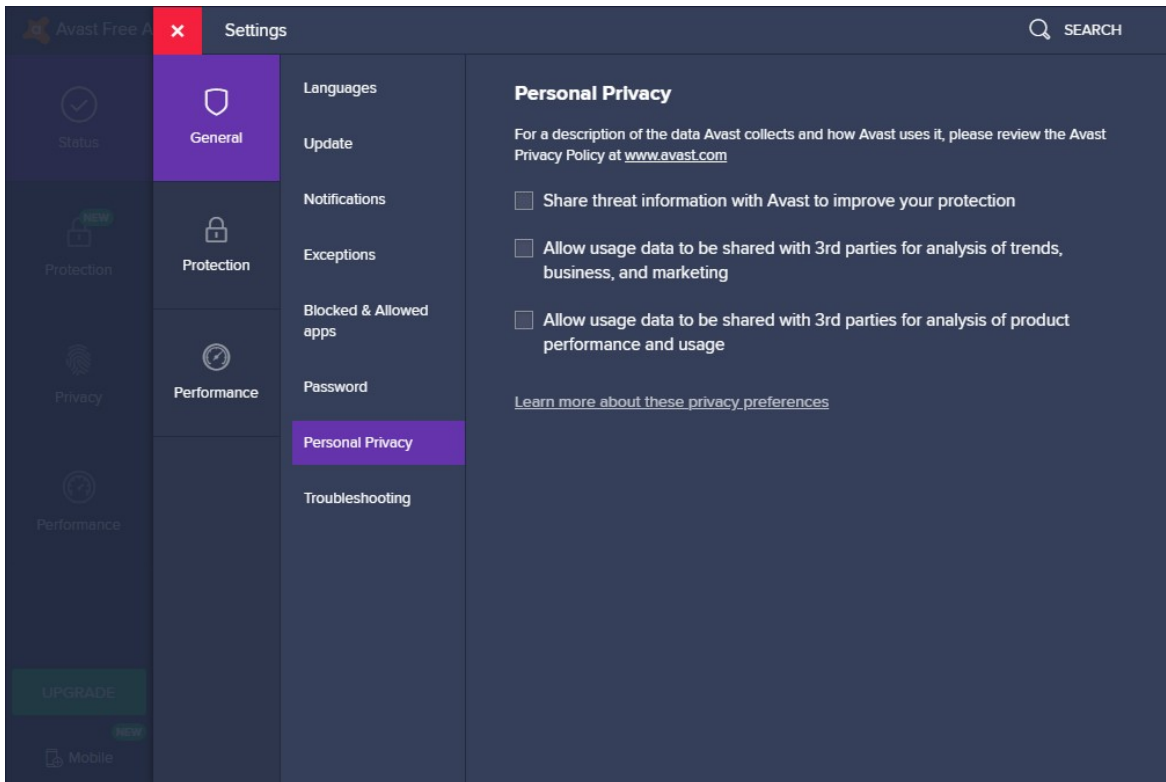 Avast Free A
Settings
SEARCH
Status
NEW
Protection
Privacy
Performance
UPGRADE
NEW
Mobile
General
Protection
Performance
Languages
Update
Notifications
Exceptions
Blocked & Allowed
apps
Password
Personal Privacy
Troubleshooting
Personal Privacy
For a description of the data Avast collects and how Avast uses it, please review the Avast
Privacy Policy at www.avast.com
Share threat information with Avast to improve your protection
Allow usage data to be shared with 3rd parties for analysis of trends,
business, and marketing
Allow usage data to be shared with 3rd parties for analysis of product
performance and usage
Learn more about these privacy preferences